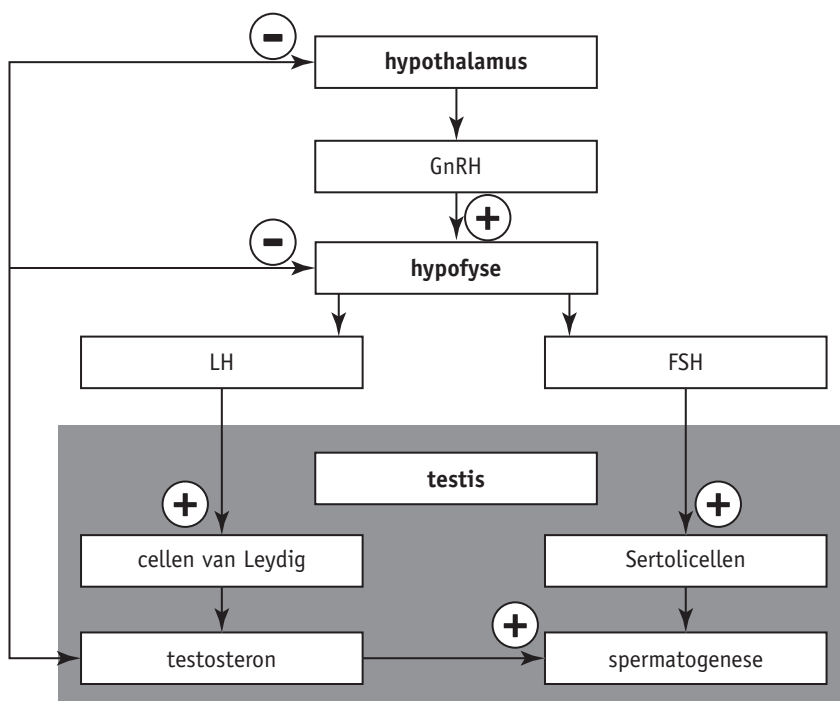 −
hypothalamus
GnRH
+
−
hypofyse
LH
FSH
testis
+
+
cellen van Leydig
Sertolicellen
+
testosteron
spermatogenese